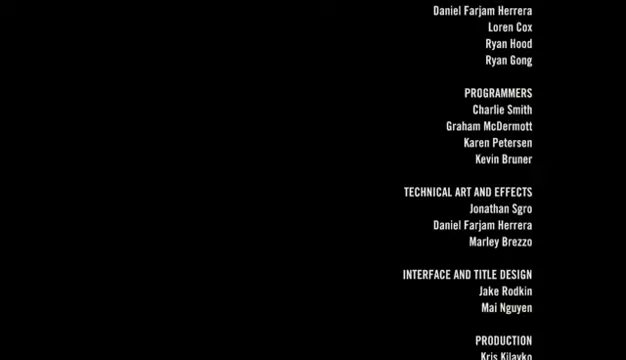 Daniel Farjam Herrera
Loren Cox
Ryan Hood
Ryan Gong
PROGRAMMERS
Charlie Smith
Graham McDermott
Karen Petersen
Kevin Bruner
TECHNICAL ART AND EFFECTS
Jonathan Sgro
Daniel Farjam Herrera
Marley Brezzo
INTERFACE AND TITLE DESIGN
Jake Rodkin
Mai Nguyen
PRODUCTION
Kris Kilayko